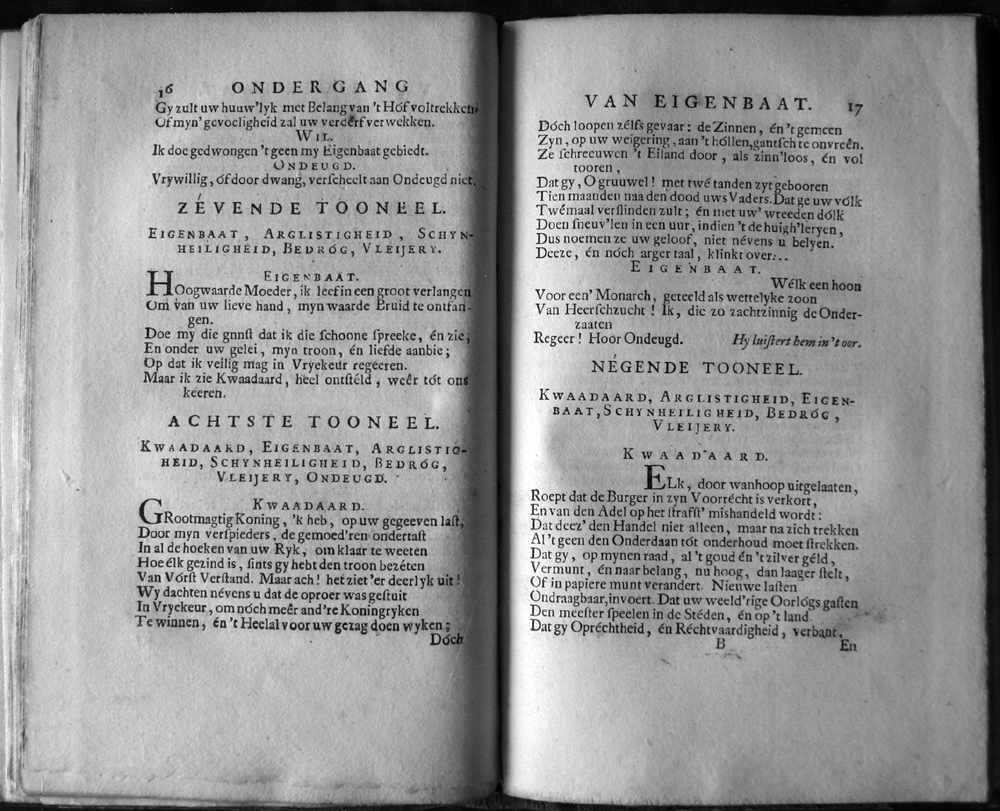 16 ONDERGANG
Gy zult uw huuw'lyk met Belang van 't Hóf voltrekken,
Of myn' gevoeligheid zal uw verdérf verwekken.
WIL.
Ik doe gedwongen 't geen my Eigenbaat gebiedt.
ONDEUGD.
Vrywillig, óf door dwang, verſcheelt aan Ondeugd niet.
ZÉVENDE TOONEEL.
EIGENBAAT, ARGLISTIGHEID, SCHYN-
HEILIGHEID, BEDRÓG, VLEIJERY.
EIGENBAAT.
HOogwaarde Moeder, ik leef in een groot verlangen
Om van uw lieve hand, myn waarde Bruid te ontfan-
gen.
Doe my die gnnſt dat ik die ſchoone ſpreeke, én zie,
En onder uw gelei, myn troon, én liefde aanbie;
Op dat ik veilig mag in Vryekeur regeeren.
Maar ik zie Kwaadaard, heel ontſtéld, weêr tót ons
keeren.
ACHTSTE TOONEEL.
KWAADAARD, EIGENBAAT, ARGLISTIG-
HEID, SCHYNHEILIGHEID, BEDRÓG,
VLEIJERY, ONDEUGD.
KWAADAARD.
GRootmagtig Koning, 'k heb, op uw gegeeven laſt,
Door myn verſpieders, de gemoed'ren ondertaſt
In al de hoeken van uw Ryk, om klaar te weeten
Hoe élk gezind is, ſints gy hebt den troon bezéten
Van Vórſt Verſtand. Maar ach! het ziet 'er deerlyk uit!
Wy dachten névens u dat de oproer was geſtuit
In Vryekeur, om nóch meêr and're Koningryken
Te winnen, én 't Heelal voor uw gezag doen wyken;
Dóch
VAN EIGENBAAT. 17
Dóch loopen zélfs gevaar: de Zinnen, én 't gemeen
Zyn, op uw weigering, aan 't hóllen, gantſch te onvreên.
Ze ſchreeuwen 't Eiland door, als zinn'loos, én vol
tooren,
Dat gy, O gruuwel! met twé tanden zyt gebooren
Tien maanden naa den dood uws Vaders. Dat ge uw vólk
Twémaal verſlinden zult; én met uw' wreeden dólk
Doen ſneuv'len in een uur, indien 't de huigh'leryen,
Dus noemen ze uw geloof, niet névens u belyen.
Deeze, én nóch arger taal, klinkt over...
EIGENBAAT.
Wélk een hoon
Voor een' Monarch, geteeld als wettelyke zoon
Van Heerſchzucht! Ik, die zo zachtzinnig de Onder-
zaaten
Regeer! Hoor Ondeugd. Hy luiſtert hem in 't oor.
NÉGENDE TOONEEL.
KWAADAARD, ARGLISTIGHEID, EIGEN-
BAAT, SCHYNHEILIGHEID, BEDRÓG,
VLEIJERY.
KWAADAARD.
ELk, door wanhoop uitgelaaten,
Roept dat de Burger in zyn Voorrécht is verkort,
En van den Adel op het ſtrafſt' mishandeld wordt:
Dat deez' den Handel niet alleen, maar na zich trekken
Al 't geen den Onderdaan tót onderhoud moet ſtrekken.
Dat gy, op mynen raad, al 't goud én 't zilver géld,
Vermunt, én naar belang, nu hoog, dan laager ſtelt,
Of in papiere munt verandert. Nieuwe laſten
Ondraagbaar, invoert. Dat uw weeld'rige Oorlógs gaſten
Den meeſter ſpeelen in de Stéden, én op 't land.
Dat gy Oprechtheid, én Réchtvaardigheid, verbant,
B En